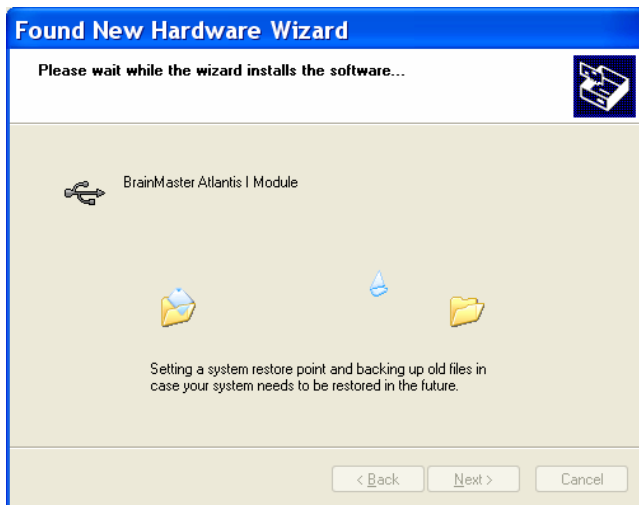 Found New Hardware Wizard
Please wait while the wizard installs the software...
BrainMaster Atlantis I Module
Setting a system restore point and backing up old files in
case your system needs to be restored in the future.
< Back Next > Cancel